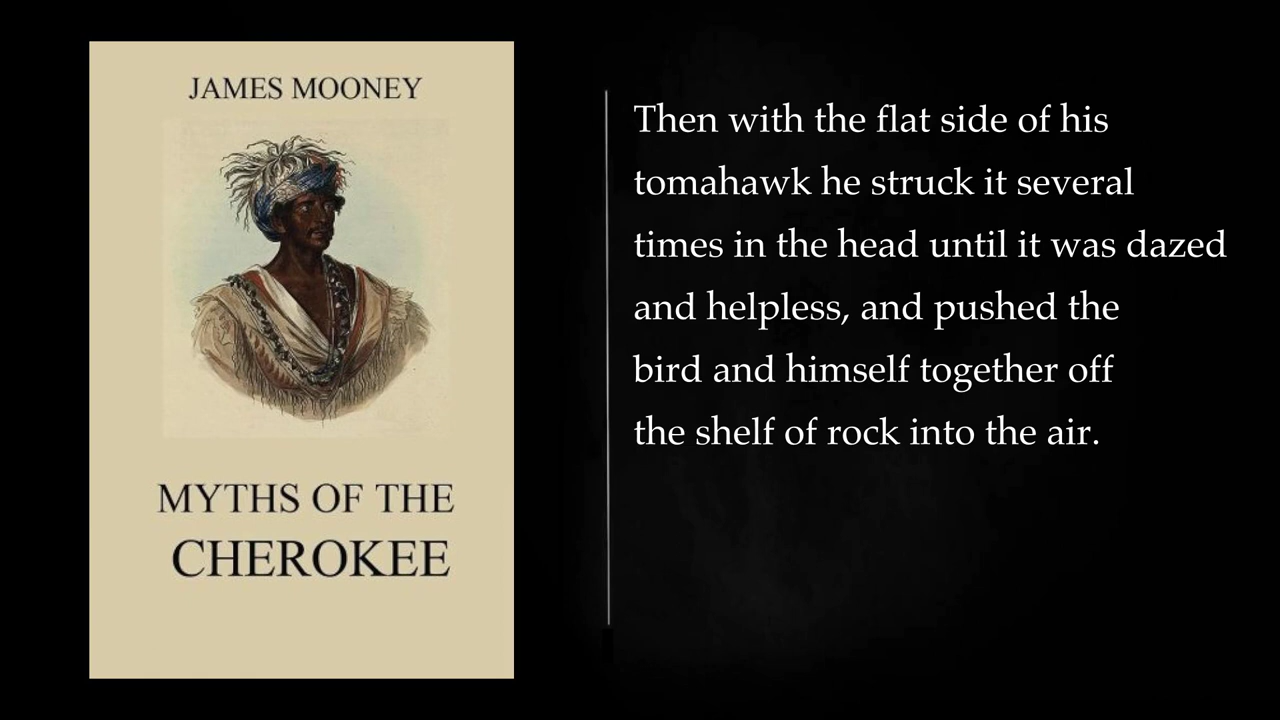 JAMES MOONEY
MYTHS OF THE
CHEROKEE
Then with the flat side of his
tomahawk he struck it several
times in the head until it was dazed
and helpless, and pushed the
bird and himself together off
the shelf of rock into the air.